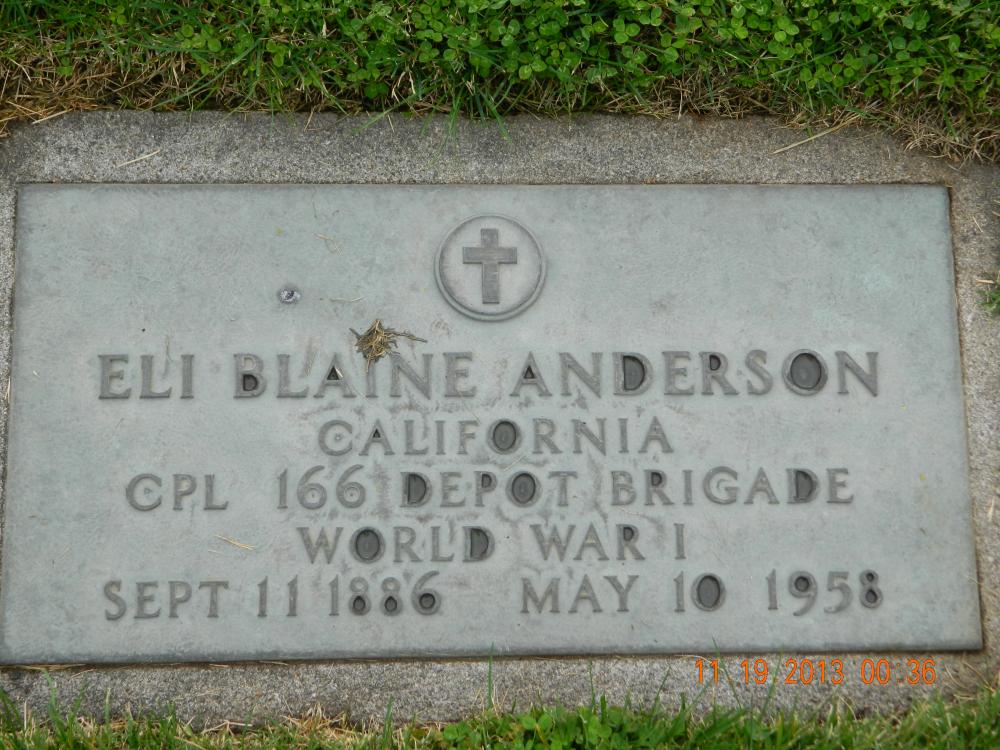 ELI BLAINE ANDERSON
CALIFORNIA
CPL 166 DEPOT BRIGADE
WORLD WAR I
SEPT 11 1886 MAY 10 1958
11 19 2013 00:36